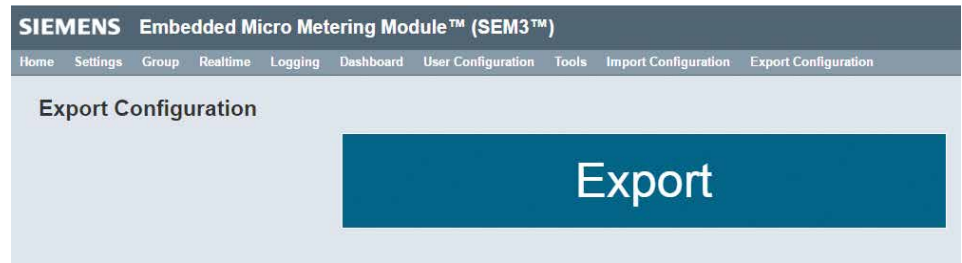 SIEMENS Embedded Micro Metering Module™ (SEM3™)
Home Settings Group Realtime Logging Dashboard User Configuration Tools Import Configuration Export Configuration
Export Configuration
Export